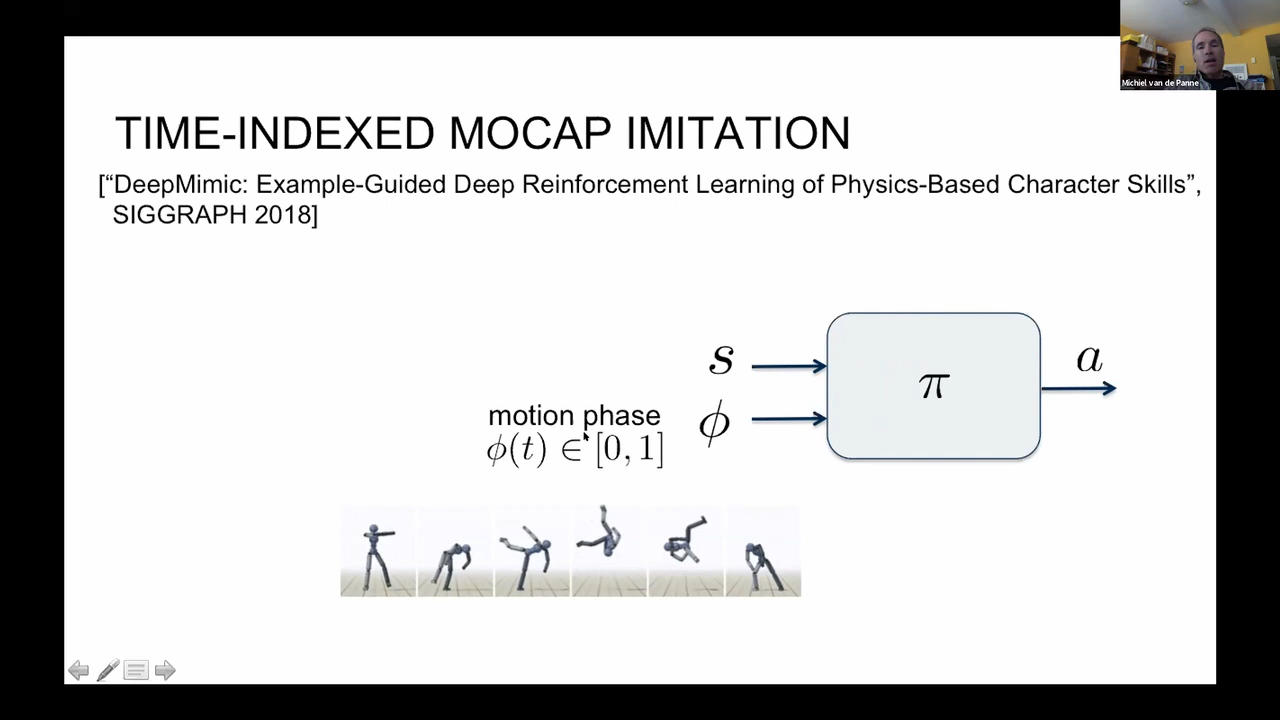 Michiel van de Panne
TIME-INDEXED MOCAP IMITATION
[“DeepMimic: Example-Guided Deep Reinforcement Learning of Physics-Based Character Skills”,
SIGGRAPH 2018]
s
a
π
motion phase
ϕ
ϕ(t) ∈ [0, 1]